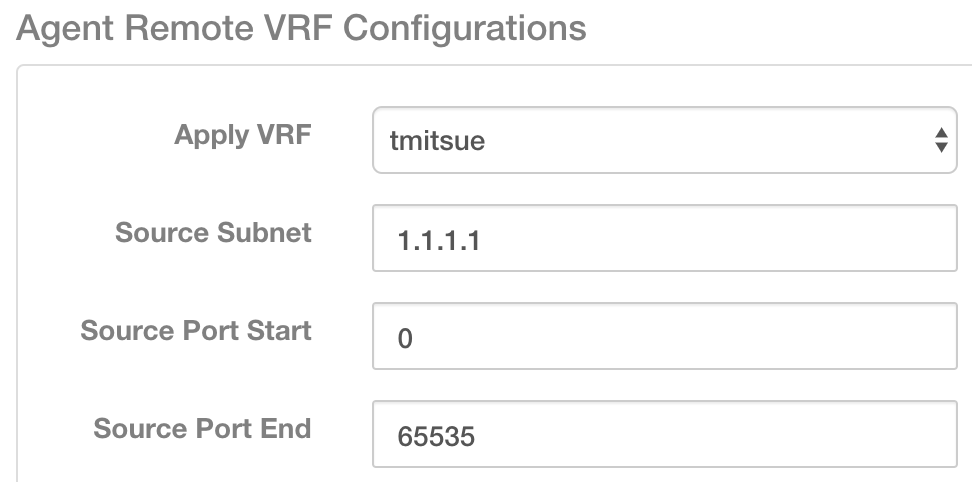 Agent Remote VRF Configurations
Apply VRF tmitsue
Source Subnet 1.1.1.1
Source Port Start 0
Source Port End 65535